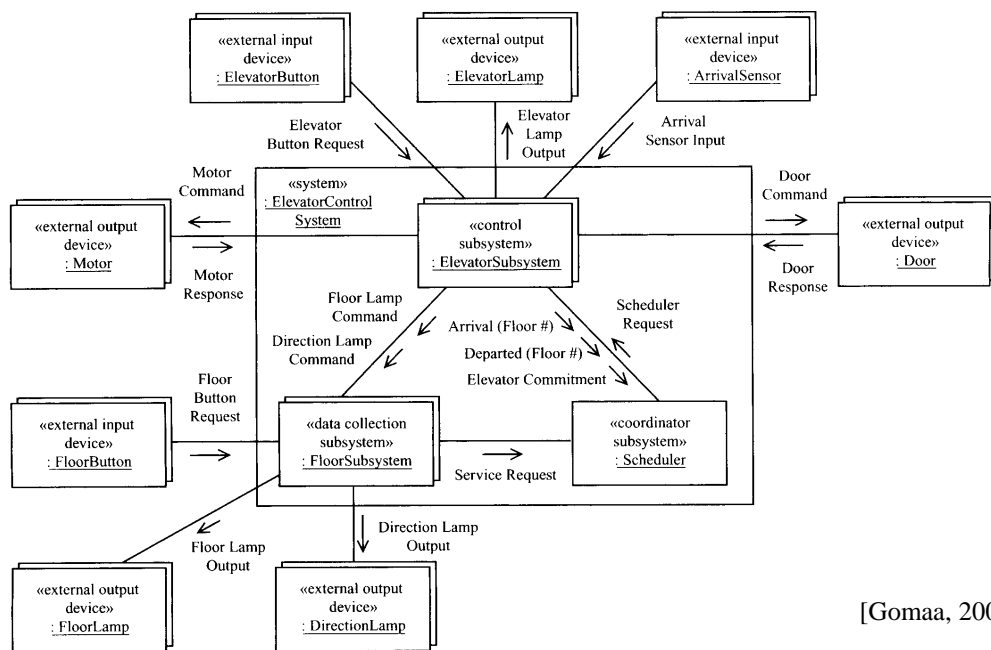 «external input
device»
: ElevatorButton
«external output
device»
: ElevatorLamp
«external input
device»
: ArrivalSensor
Elevator
Button Request
Elevator
Lamp
Output
Arrival
Sensor Input
Motor
Command
«system»
: ElevatorControl
System
Door
Command
«external output
device»
: Motor
«control
subsystem»
: ElevatorSubsystem
«external output
device»
: Door
Motor
Response
Door
Response
Floor Lamp
Command
Scheduler
Request
Arrival (Floor #)
Direction Lamp
Command
Departed (Floor #)
Elevator Commitment
Floor
Button
Request
«external input
device»
: FloorButton
«data collection
subsystem»
: FloorSubsystem
«coordinator
subsystem»
: Scheduler
Service Request
Floor Lamp
Output
Direction Lamp
Output
«external output
device»
: FloorLamp
«external output
device»
: DirectionLamp
[Gomaa, 200